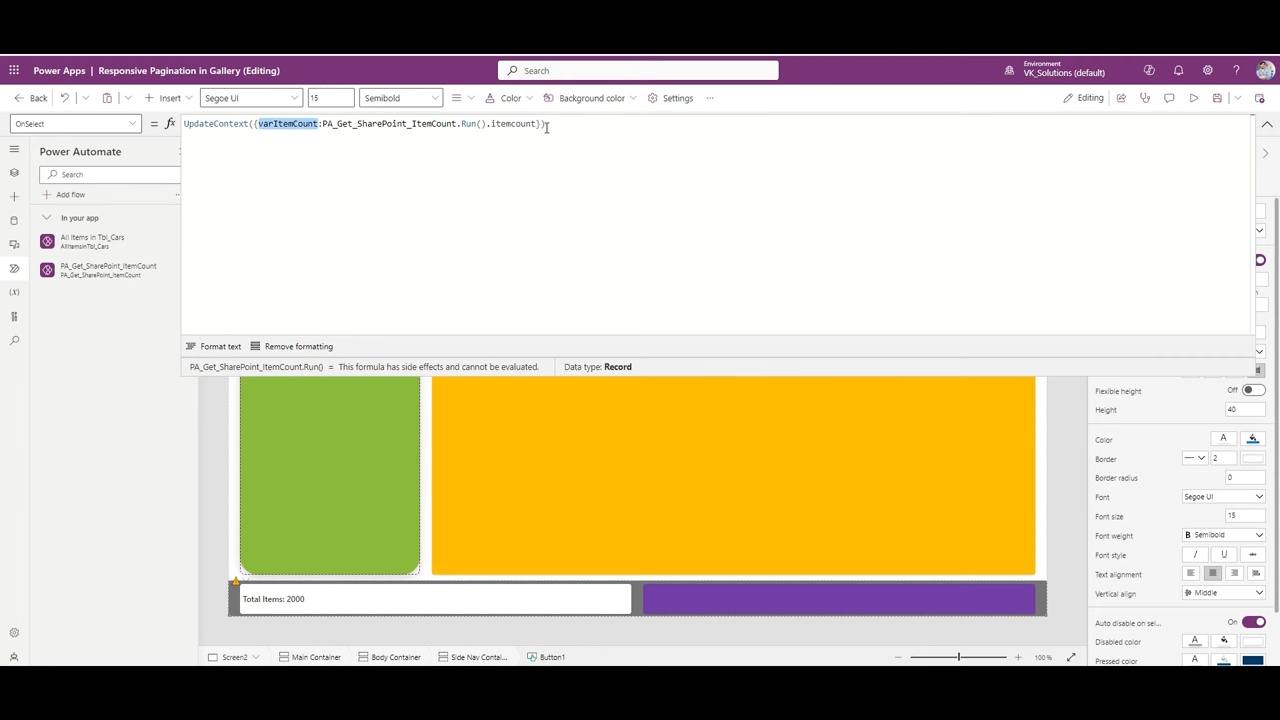 Power Apps | Responsive Pagination in Gallery (Editing)
Search
Environment
VK_Solutions (default)
Back
Insert
Segoe UI
15
Semibold
Color
Background color
Settings
Editing
OnSelect
= fx
UpdateContext({varItemCount:PA_Get_SharePoint_ItemCount.Run().itemcount})
Search
Add flow
In your app
All Items in Tbl_Cars
AllItemsInTbl_Cars
PA_Get_SharePoint_ItemCount
PA_Get_SharePoint_ItemCount
Format text
Remove formatting
PA_Get_SharePoint_ItemCount.Run() = This formula has side effects and cannot be evaluated.
Data type: Record
Flexible height
Off
Height
40
Color
Border
2
Border radius
0
Font
Segoe UI
Font size
15
Font weight
B Semibold
Font style
Text alignment
Vertical align
Middle
Auto disable on sel...
On
Disabled color
Pressed color
Total Items: 2000
Screen2
Main Container
Body Container
Side Nav Contai...
Button1
100 %